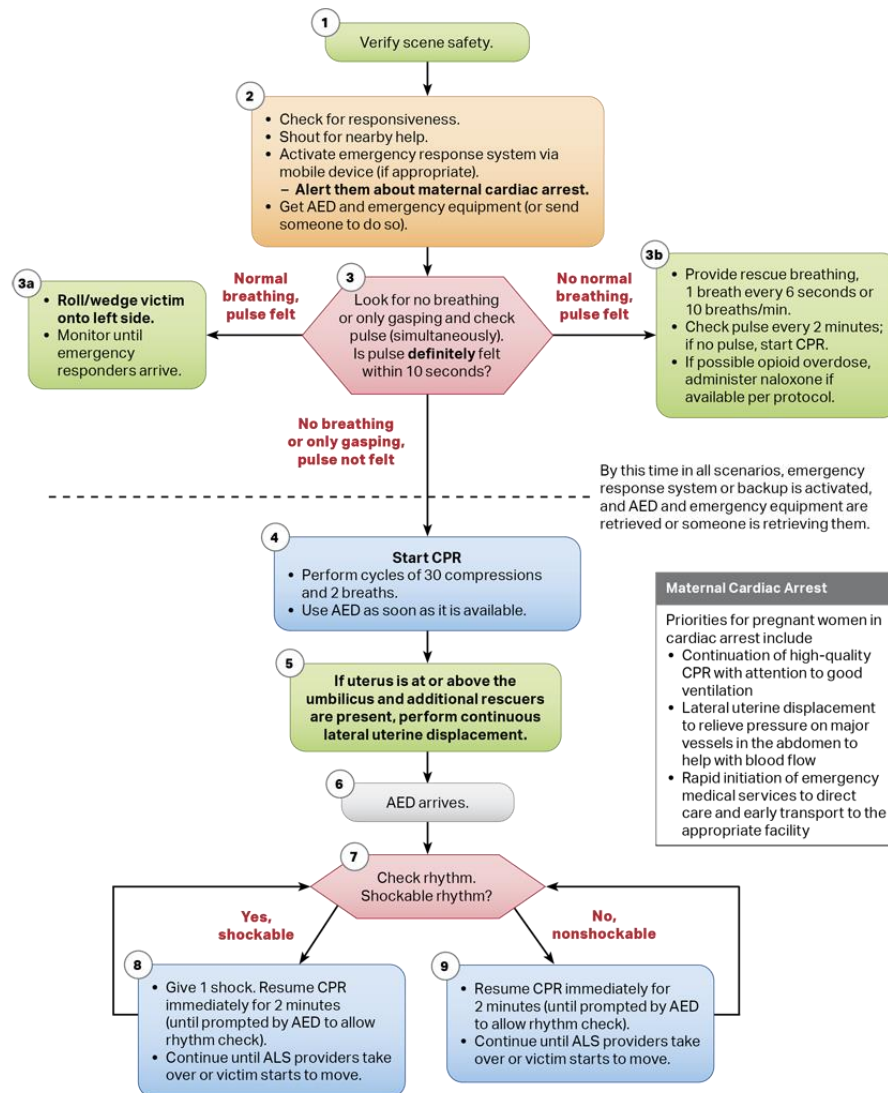 1
Verify scene safety.
2
• Check for responsiveness.
• Shout for nearby help.
• Activate emergency response system via
mobile device (if appropriate).
– Alert them about maternal cardiac arrest.
• Get AED and emergency equipment (or send
someone to do so).
3a
• Roll/wedge victim
onto left side.
• Monitor until
emergency
responders arrive.
Normal
breathing,
pulse felt
3
Look for no breathing
or only gasping and check
pulse (simultaneously).
Is pulse definitely felt
within 10 seconds?
No normal
breathing,
pulse felt
3b
• Provide rescue breathing,
1 breath every 6 seconds or
10 breaths/min.
• Check pulse every 2 minutes;
if no pulse, start CPR.
• If possible opioid overdose,
administer naloxone if
available per protocol.
No breathing
or only gasping,
pulse not felt
By this time in all scenarios, emergency
response system or backup is activated,
and AED and emergency equipment are
retrieved or someone is retrieving them.
4
Start CPR
• Perform cycles of 30 compressions
and 2 breaths.
• Use AED as soon as it is available.
5
If uterus is at or above the
umbilicus and additional rescuers
are present, perform continuous
lateral uterine displacement.
Maternal Cardiac Arrest
Priorities for pregnant women in
cardiac arrest include
• Continuation of high-quality
CPR with attention to good
ventilation
• Lateral uterine displacement
to relieve pressure on major
vessels in the abdomen to
help with blood flow
• Rapid initiation of emergency
medical services to direct
care and early transport to the
appropriate facility
6
AED arrives.
7
Check rhythm.
Shockable rhythm?
Yes,
shockable
No,
nonshockable
8
• Give 1 shock. Resume CPR
immediately for 2 minutes
(until prompted by AED to allow
rhythm check).
• Continue until ALS providers take
over or victim starts to move.
9
• Resume CPR immediately for
2 minutes (until prompted by AED
to allow rhythm check).
• Continue until ALS providers take
over or victim starts to move.